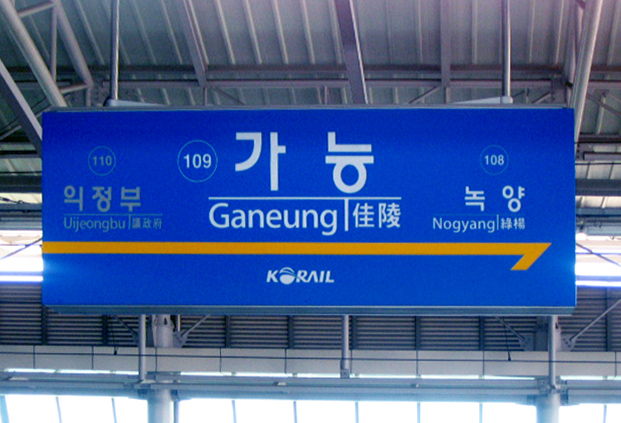 110
의정부
Uijeongbu 議政府
109
가능
Ganeung 佳陵
108
녹양
Nogyang 綠楊
KORAIL